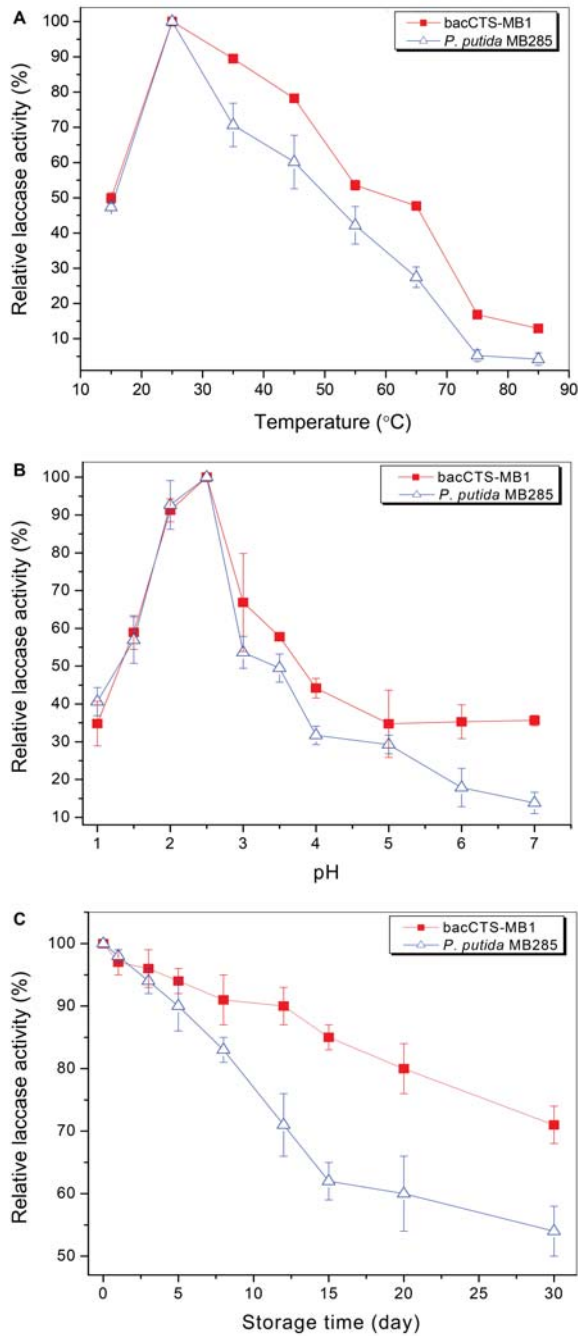 A
bacCTS-MB1
P. putida MB285
Relative laccase activity (%)
100
90
80
70
60
50
40
30
20
10
10 20 30 40 50 60 70 80 90
Temperature (°C)
B
bacCTS-MB1
P. putida MB285
Relative laccase activity (%)
100
90
80
70
60
50
40
30
20
10
1 2 3 4 5 6 7
pH
C
bacCTS-MB1
P. putida MB285
Relative laccase activity (%)
100
90
80
70
60
50
0 5 10 15 20 25 30
Storage time (day)